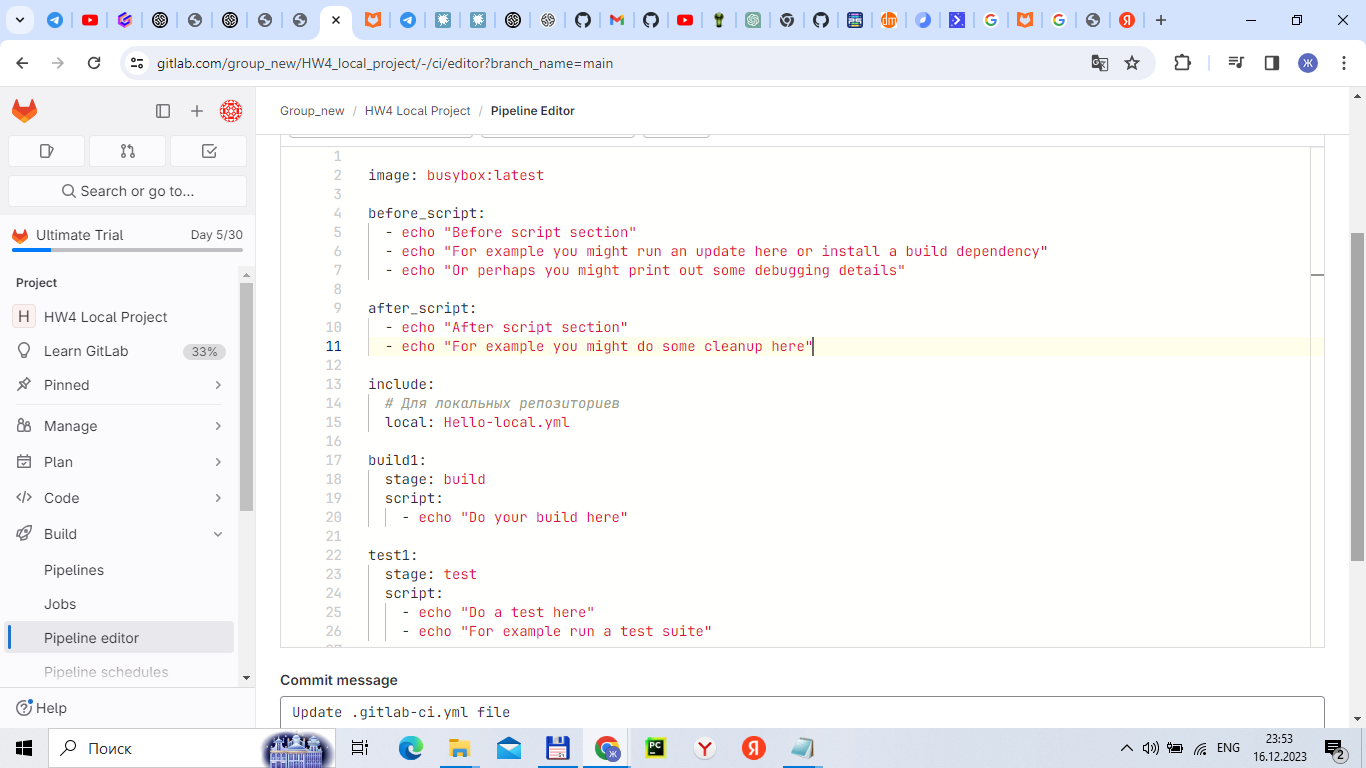 gitlab.com/group_new/HW4_local_project/-/ci/editor?branch_name=main
Ж
Group_new / HW4 Local Project / Pipeline Editor
Search or go to...
Ultimate Trial Day 5/30
Project
H HW4 Local Project
Learn GitLab 33%
Pinned
Manage
Plan
Code
Build
Pipelines
Jobs
Pipeline editor
Pipeline schedules
Help
1
2 image: busybox:latest
3
4 before_script:
5 - echo "Before script section"
6 - echo "For example you might run an update here or install a build dependency"
7 - echo "Or perhaps you might print out some debugging details"
8
9 after_script:
10 - echo "After script section"
11 - echo "For example you might do some cleanup here"
12
13 include:
14 # Для локальных репозиториев
15 local: Hello-local.yml
16
17 build1:
18 stage: build
19 script:
20 - echo "Do your build here"
21
22 test1:
23 stage: test
24 script:
25 - echo "Do a test here"
26 - echo "For example run a test suite"
Commit message
Update .gitlab-ci.yml file
Поиск
ENG
23:53
16.12.2023
2